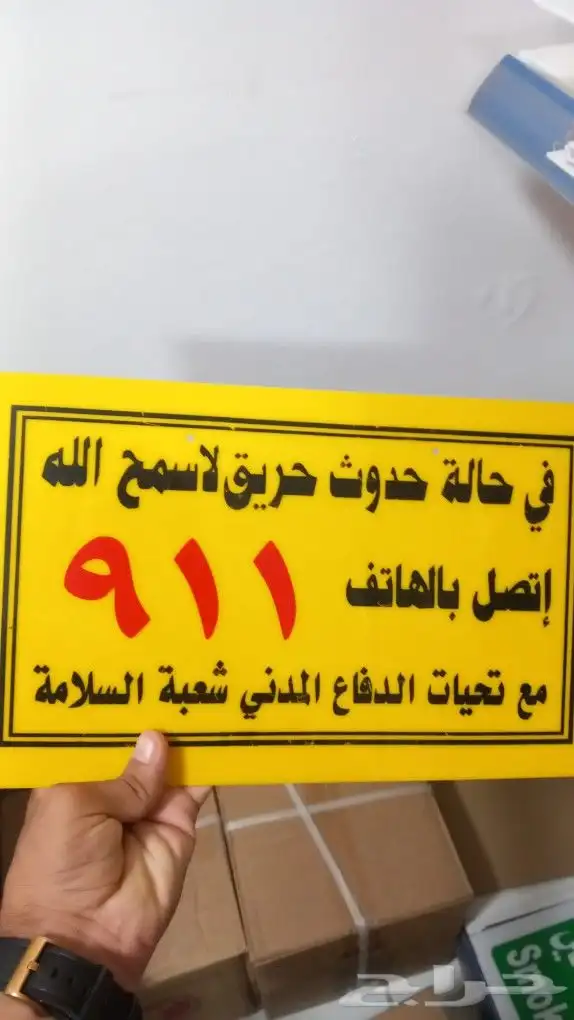 في حالة حدوث حريق لاسمح الله
إتصل بالهاتف ٩١١
مع تحيات الدفاع المدني شعبة السلامة
حراج